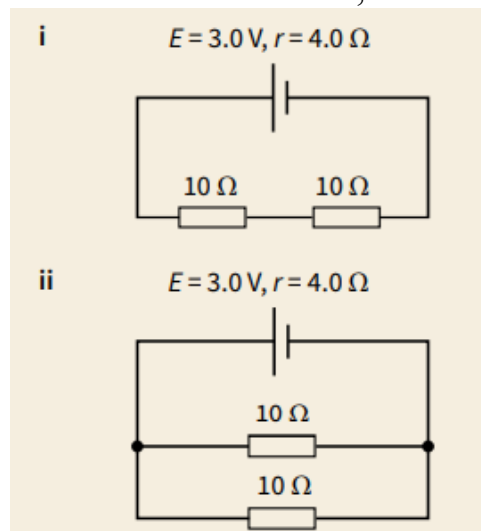 i E = 3.0 V, r = 4.0 Ω
10 Ω 10 Ω
ii E = 3.0 V, r = 4.0 Ω
10 Ω
10 Ω